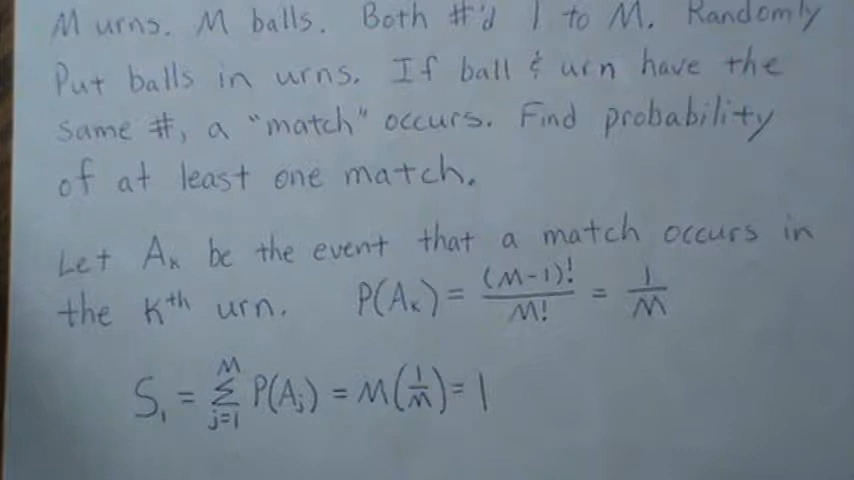 M urns. M balls. Both #'d 1 to M. Randomly
Put balls in urns. If ball & urn have the
same #, a "match" occurs. Find probability
of at least one match.
Let Aₖ be the event that a match occurs in
the Kᵗʰ urn. P(Aₖ) = (M-1)!/M! = 1/M
S₁ = Σ_{j=1}^{M} P(Aⱼ) = M(1/M) = 1